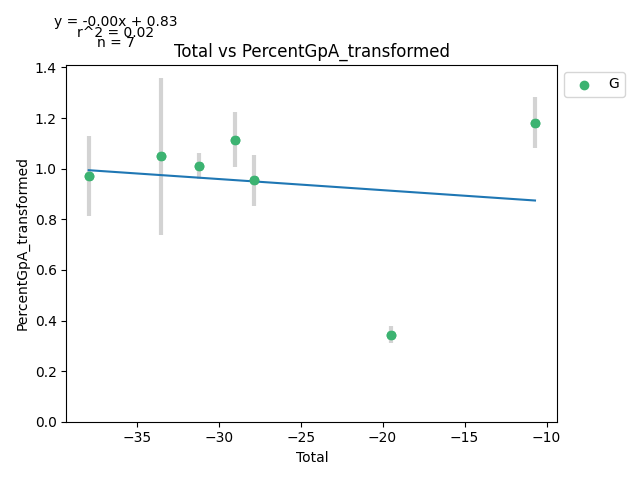 y = -0.00x + 0.83
r^2 = 0.02
n = 7
Total vs PercentGpA_transformed
G
PercentGpA_transformed
1.4
1.2
1.0
0.8
0.6
0.4
0.2
0.0
−35 −30 −25 −20 −15 −10
Total